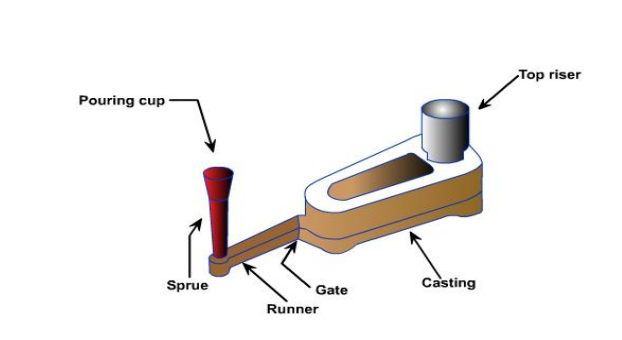 Top riser
Pouring cup
Sprue
Gate
Casting
Runner